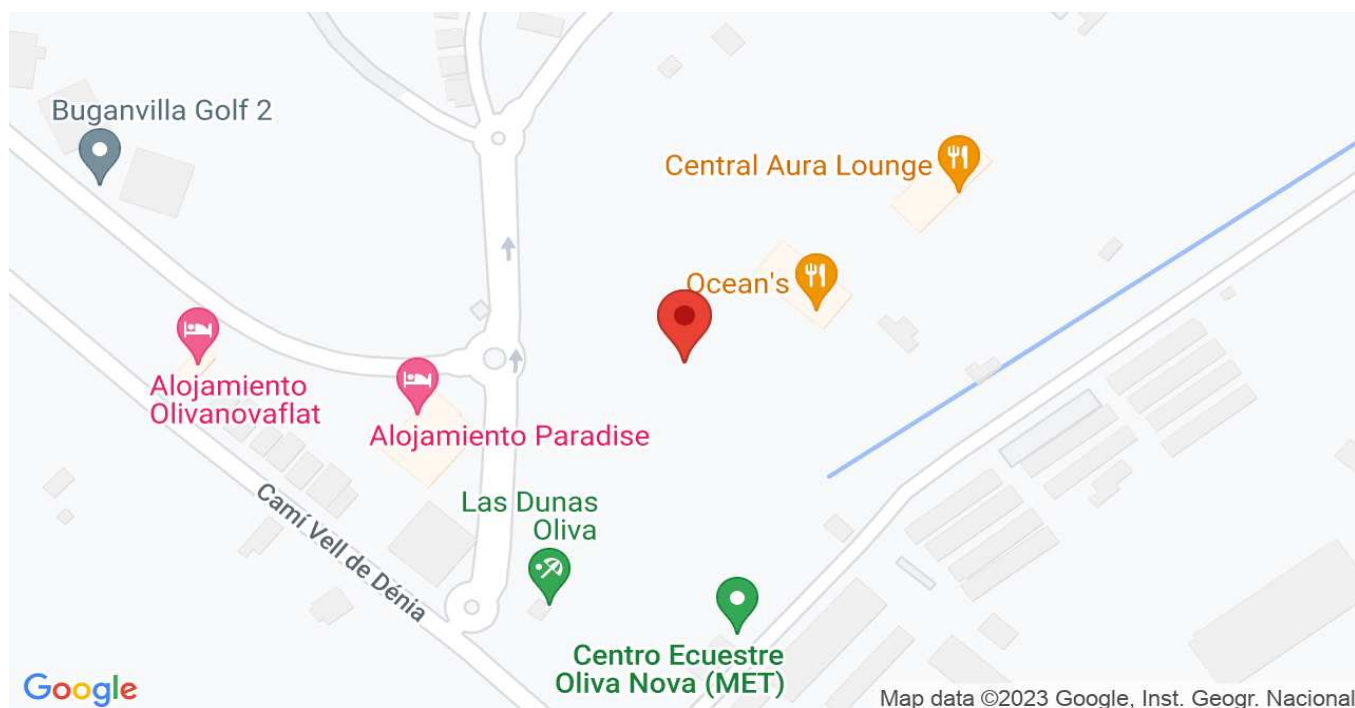 Buganvilla Golf 2
Central Aura Lounge
Ocean's
Alojamiento
Olivanovaflat
Alojamiento Paradise
Las Dunas
Oliva
Camí Vell de Dénia
Centro Ecuestre
Oliva Nova (MET)
Google
Map data ©2023 Google, Inst. Geogr. Nacional